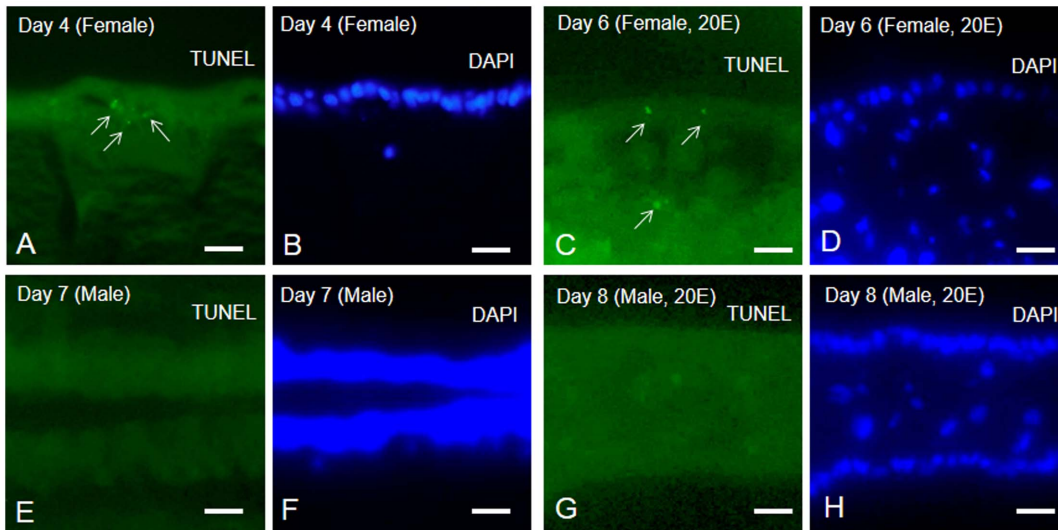 Day 4 (Female)
TUNEL
A
Day 4 (Female)
DAPI
B
Day 6 (Female, 20E)
TUNEL
C
Day 6 (Female, 20E)
DAPI
D
Day 7 (Male)
TUNEL
E
Day 7 (Male)
DAPI
F
Day 8 (Male, 20E)
TUNEL
G
Day 8 (Male, 20E)
DAPI
H